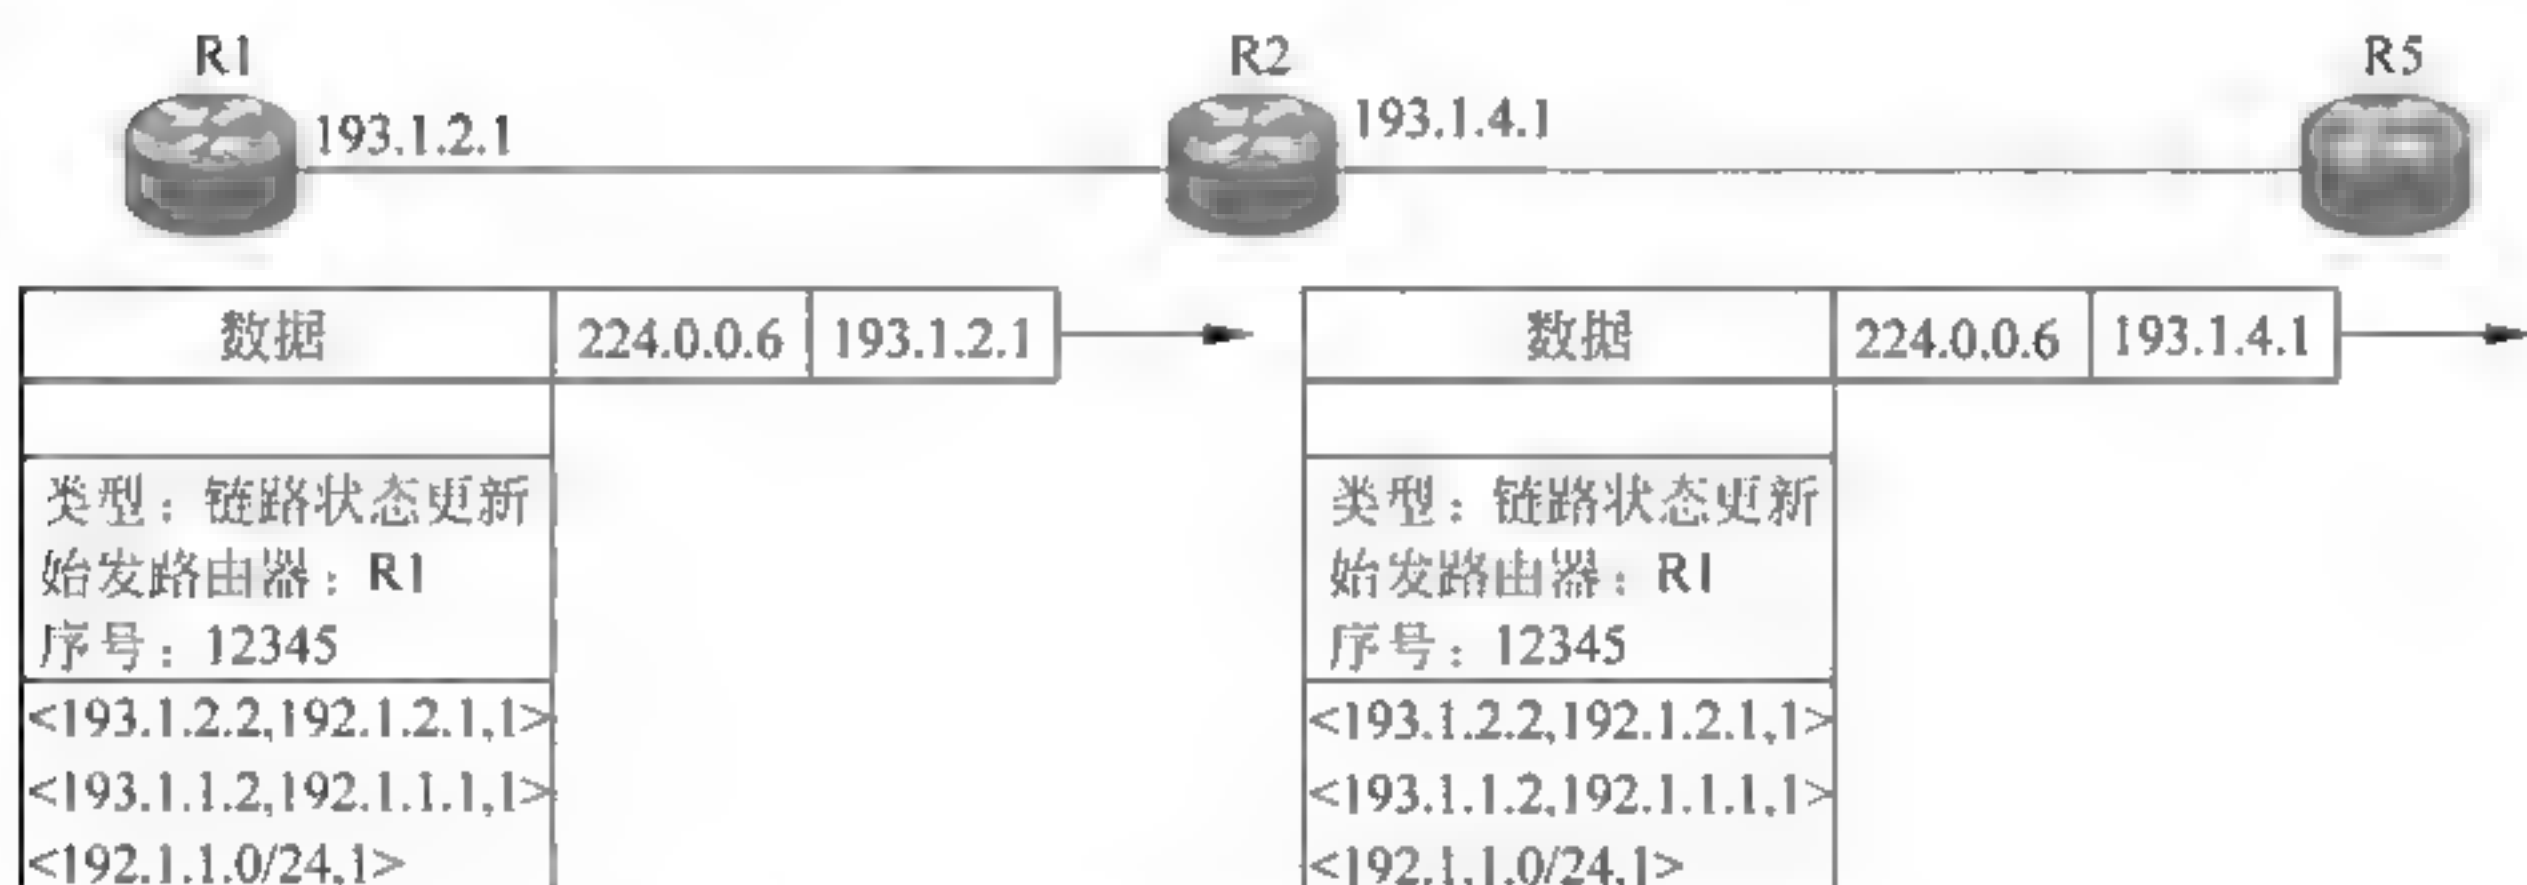 R1
R2
R5
193.1.2.1
193.1.4.1
数据 224.0.0.6 193.1.2.1
类型：链路状态更新
始发路由器：R1
序号：12345
<193.1.2.2,192.1.2.1,1>
<193.1.1.2,192.1.1.1,1>
<192.1.1.0/24,1>
数据 224.0.0.6 193.1.4.1
类型：链路状态更新
始发路由器：R1
序号：12345
<193.1.2.2,192.1.2.1,1>
<193.1.1.2,192.1.1.1,1>
<192.1.1.0/24,1>